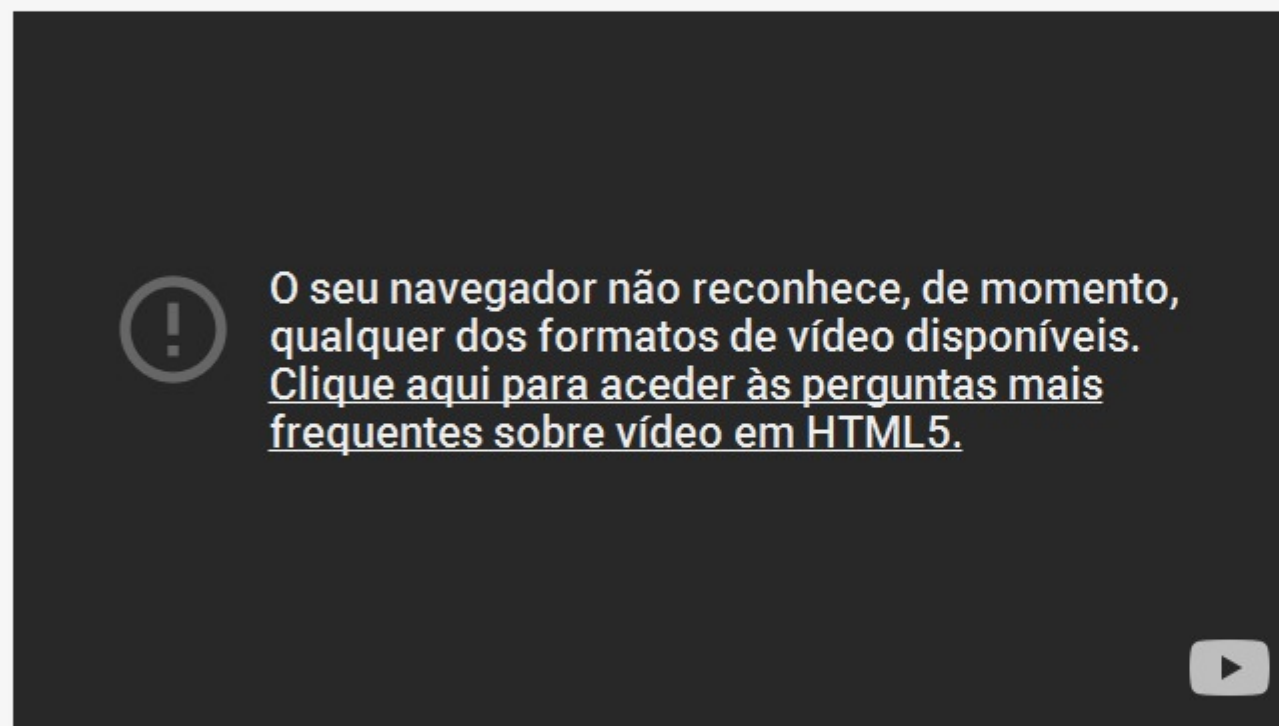 O seu navegador não reconhece, de momento,
qualquer dos formatos de vídeo disponíveis.
Clique aqui para aceder às perguntas mais
frequentes sobre vídeo em HTML5.